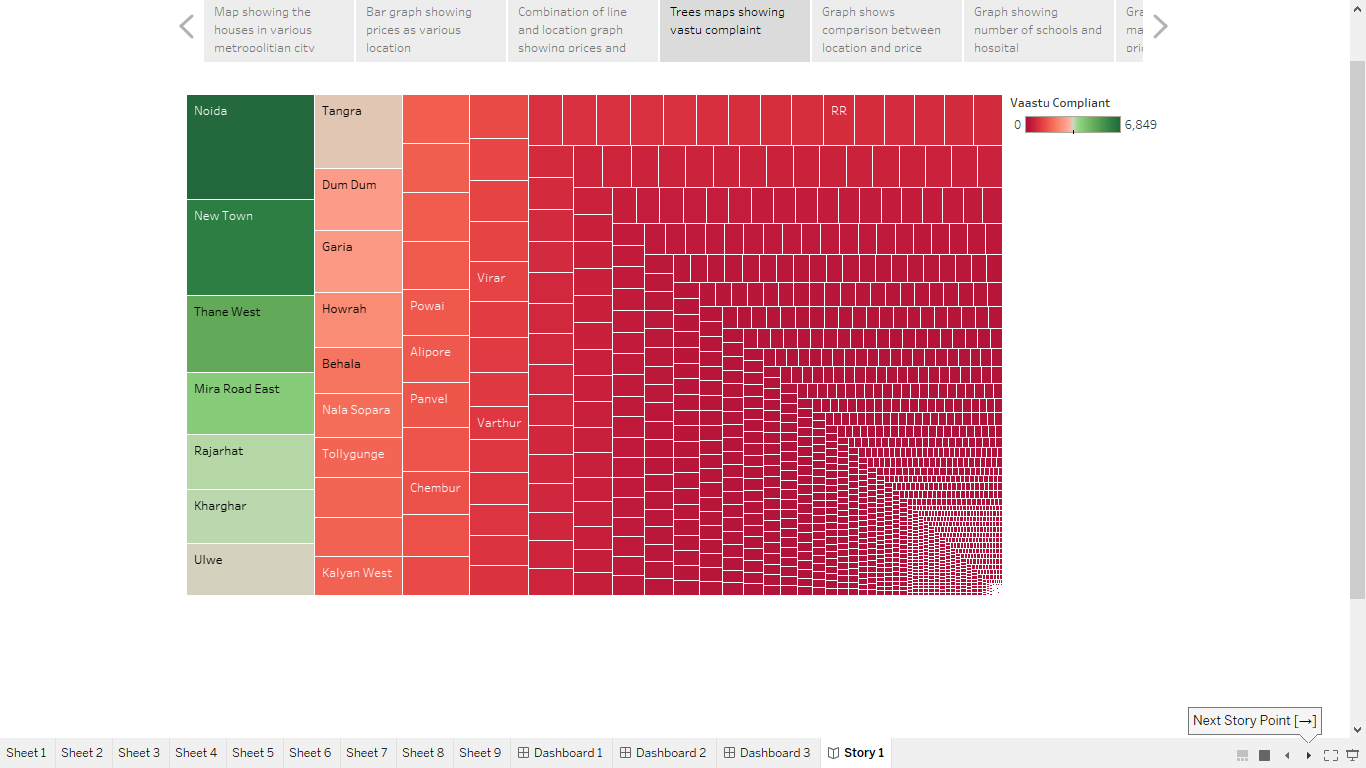 Map showing the
houses in various
metropolitian city
Bar graph showing
prices as various
location
Combination of line
and location graph
showing prices and
Trees maps showing
vastu complaint
Graph shows
comparison between
location and price
Graph showing
number of schools and
hospital
Gra
ma
pric
Noida
New Town
Thane West
Mira Road East
Rajarhat
Kharghar
Ulwe
Tangra
Dum Dum
Garia
Howrah
Behala
Nala Sopara
Tollygunge
Kalyan West
Powai
Alipore
Panvel
Chembur
Virar
Varthur
RR
Vaastu Compliant
0 6,849
Next Story Point [→]
Sheet 1 Sheet 2 Sheet 3 Sheet 4 Sheet 5 Sheet 6 Sheet 7 Sheet 8 Sheet 9 Dashboard 1 Dashboard 2 Dashboard 3 Story 1